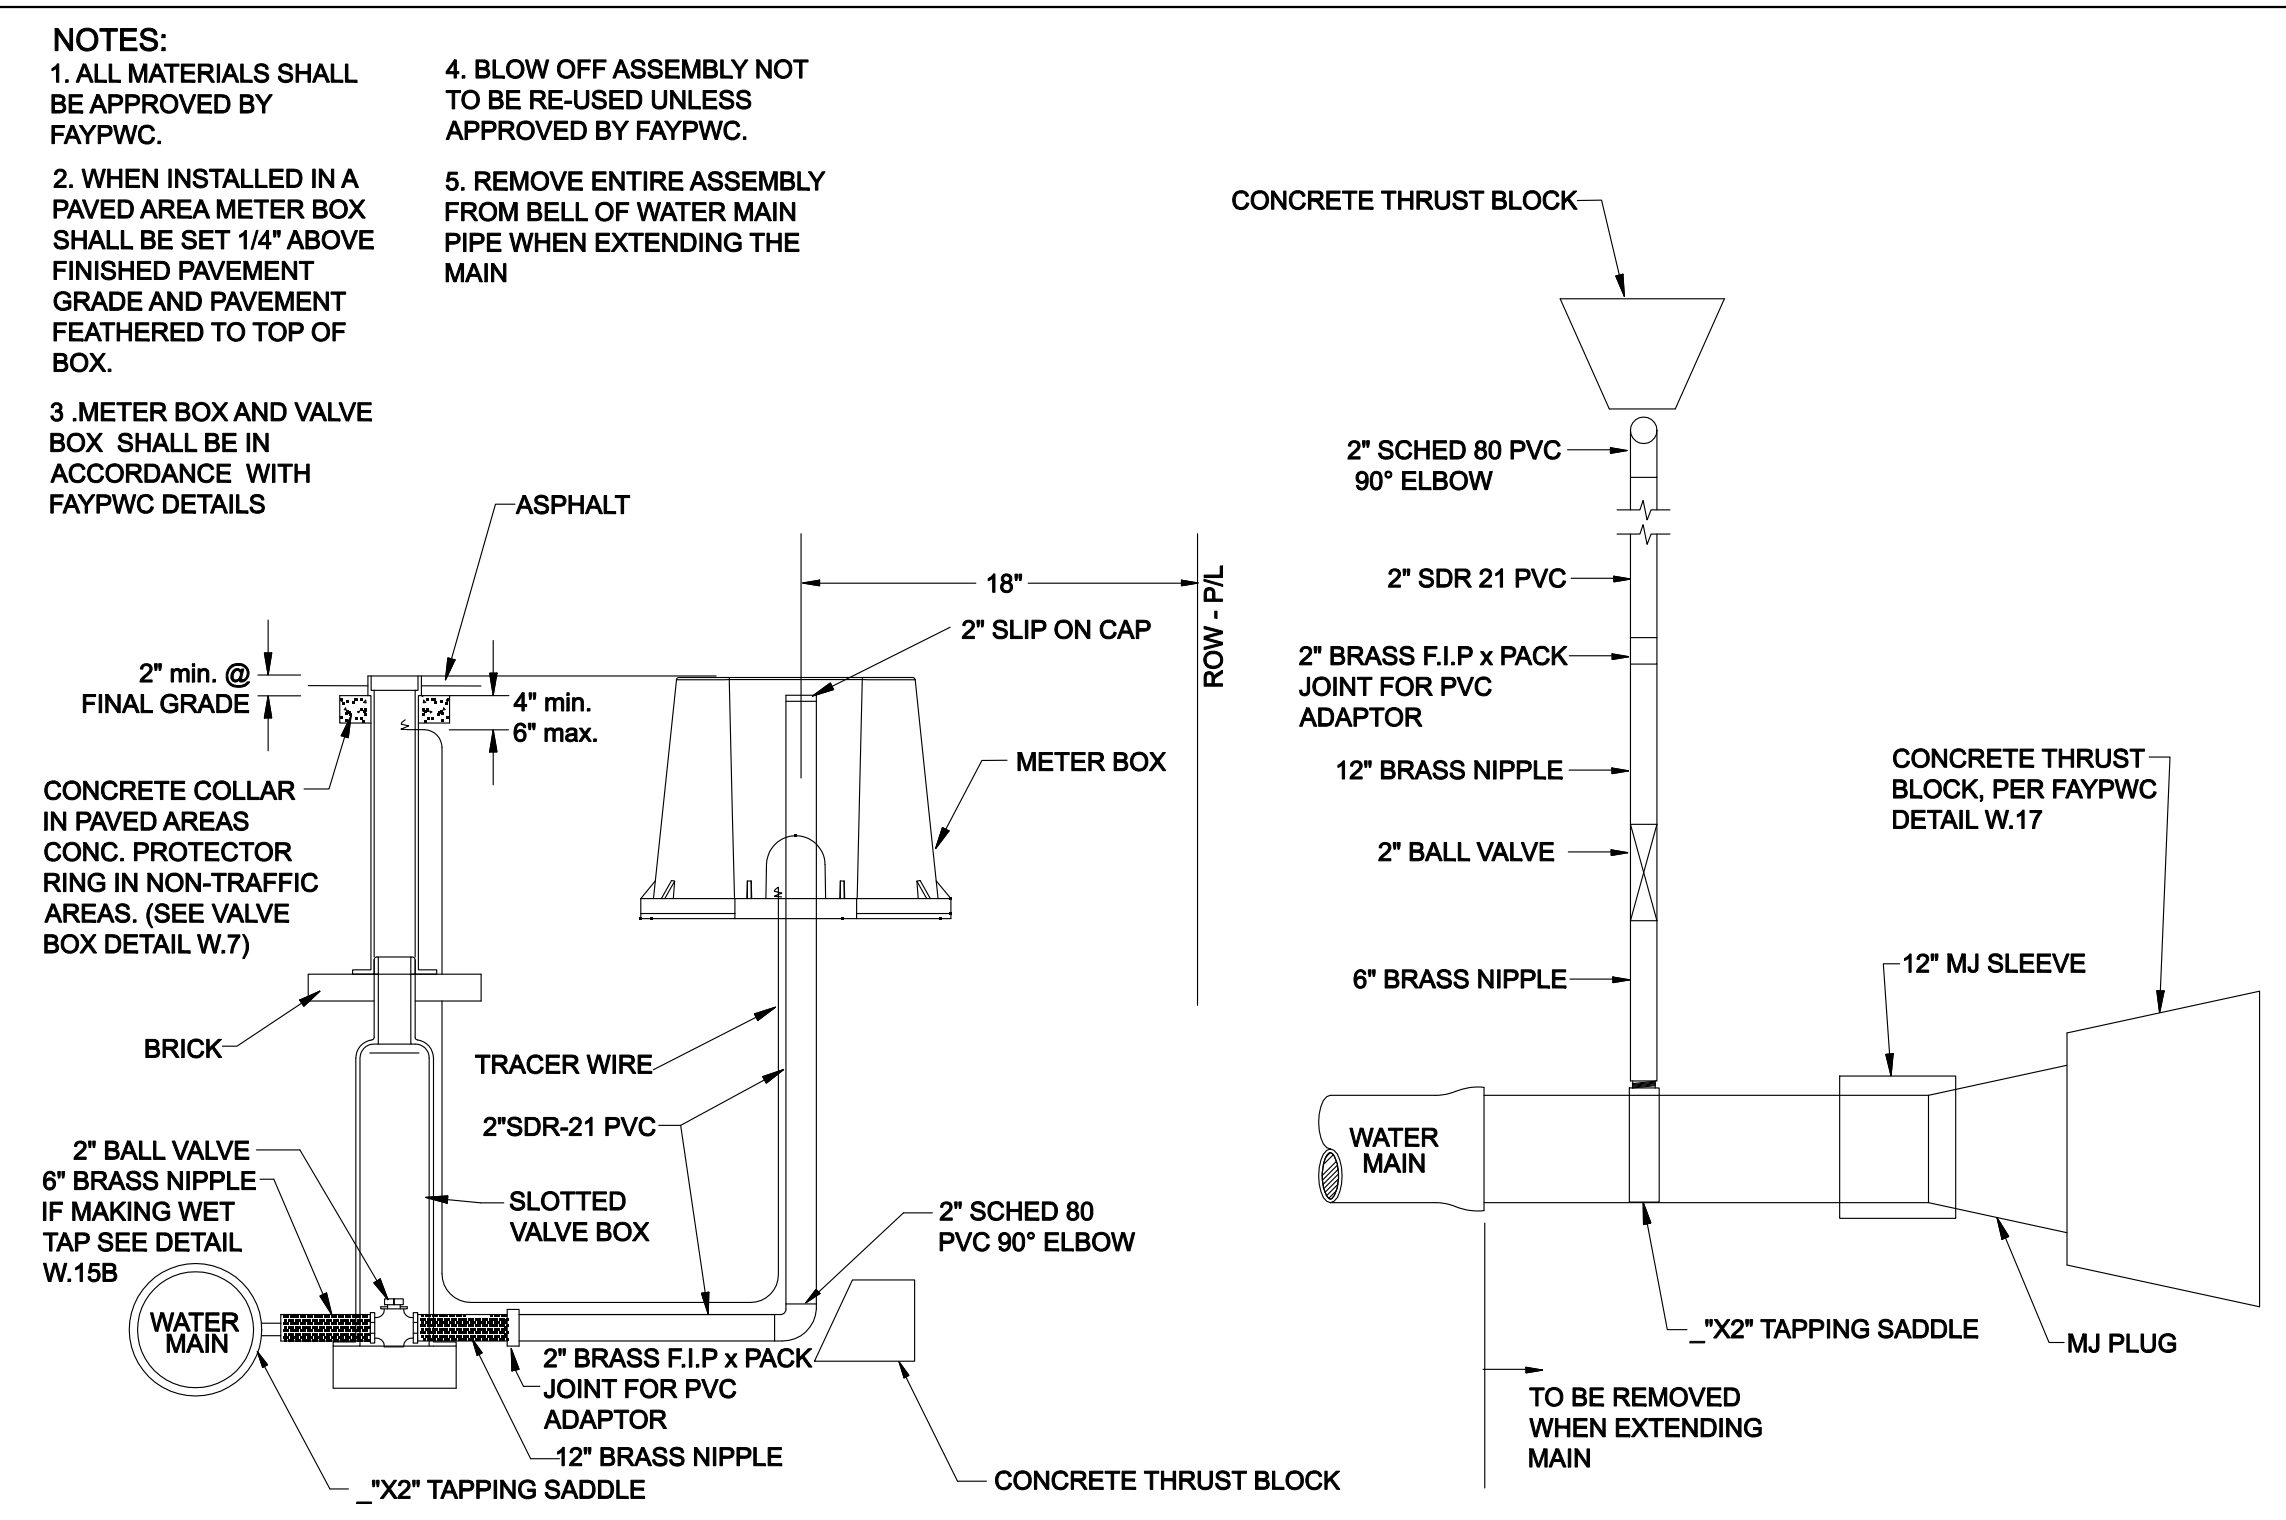 NOTES:
1. ALL MATERIALS SHALL
BE APPROVED BY
FAYPWC.
2. WHEN INSTALLED IN A
PAVED AREA METER BOX
SHALL BE SET 1/4" ABOVE
FINISHED PAVEMENT
GRADE AND PAVEMENT
FEATHERED TO TOP OF
BOX.
3 .METER BOX AND VALVE
BOX  SHALL BE IN
ACCORDANCE  WITH
FAYPWC DETAILS
4. BLOW OFF ASSEMBLY NOT
TO BE RE-USED UNLESS
APPROVED BY FAYPWC.
5. REMOVE ENTIRE ASSEMBLY
FROM BELL OF WATER MAIN
PIPE WHEN EXTENDING THE
MAIN
ASPHALT
18"
ROW - P/L
2" SLIP ON CAP
2" min. @
FINAL GRADE
4" min.
6" max.
METER BOX
CONCRETE COLLAR
IN PAVED AREAS
CONC. PROTECTOR
RING IN NON-TRAFFIC
AREAS. (SEE VALVE
BOX DETAIL W.7)
BRICK
TRACER WIRE
2"SDR-21 PVC
2" BALL VALVE
6" BRASS NIPPLE
IF MAKING WET
TAP SEE DETAIL
W.15B
SLOTTED
VALVE BOX
2" SCHED 80
PVC 90° ELBOW
WATER
MAIN
2" BRASS F.I.P x PACK
JOINT FOR PVC
ADAPTOR
12" BRASS NIPPLE
_"X2" TAPPING SADDLE
CONCRETE THRUST BLOCK
CONCRETE THRUST BLOCK
2" SCHED 80 PVC
90° ELBOW
2" SDR 21 PVC
2" BRASS F.I.P x PACK
JOINT FOR PVC
ADAPTOR
12" BRASS NIPPLE
2" BALL VALVE
6" BRASS NIPPLE
CONCRETE THRUST
BLOCK, PER FAYPWC
DETAIL W.17
12" MJ SLEEVE
WATER
MAIN
_"X2" TAPPING SADDLE
MJ PLUG
TO BE REMOVED
WHEN EXTENDING
MAIN